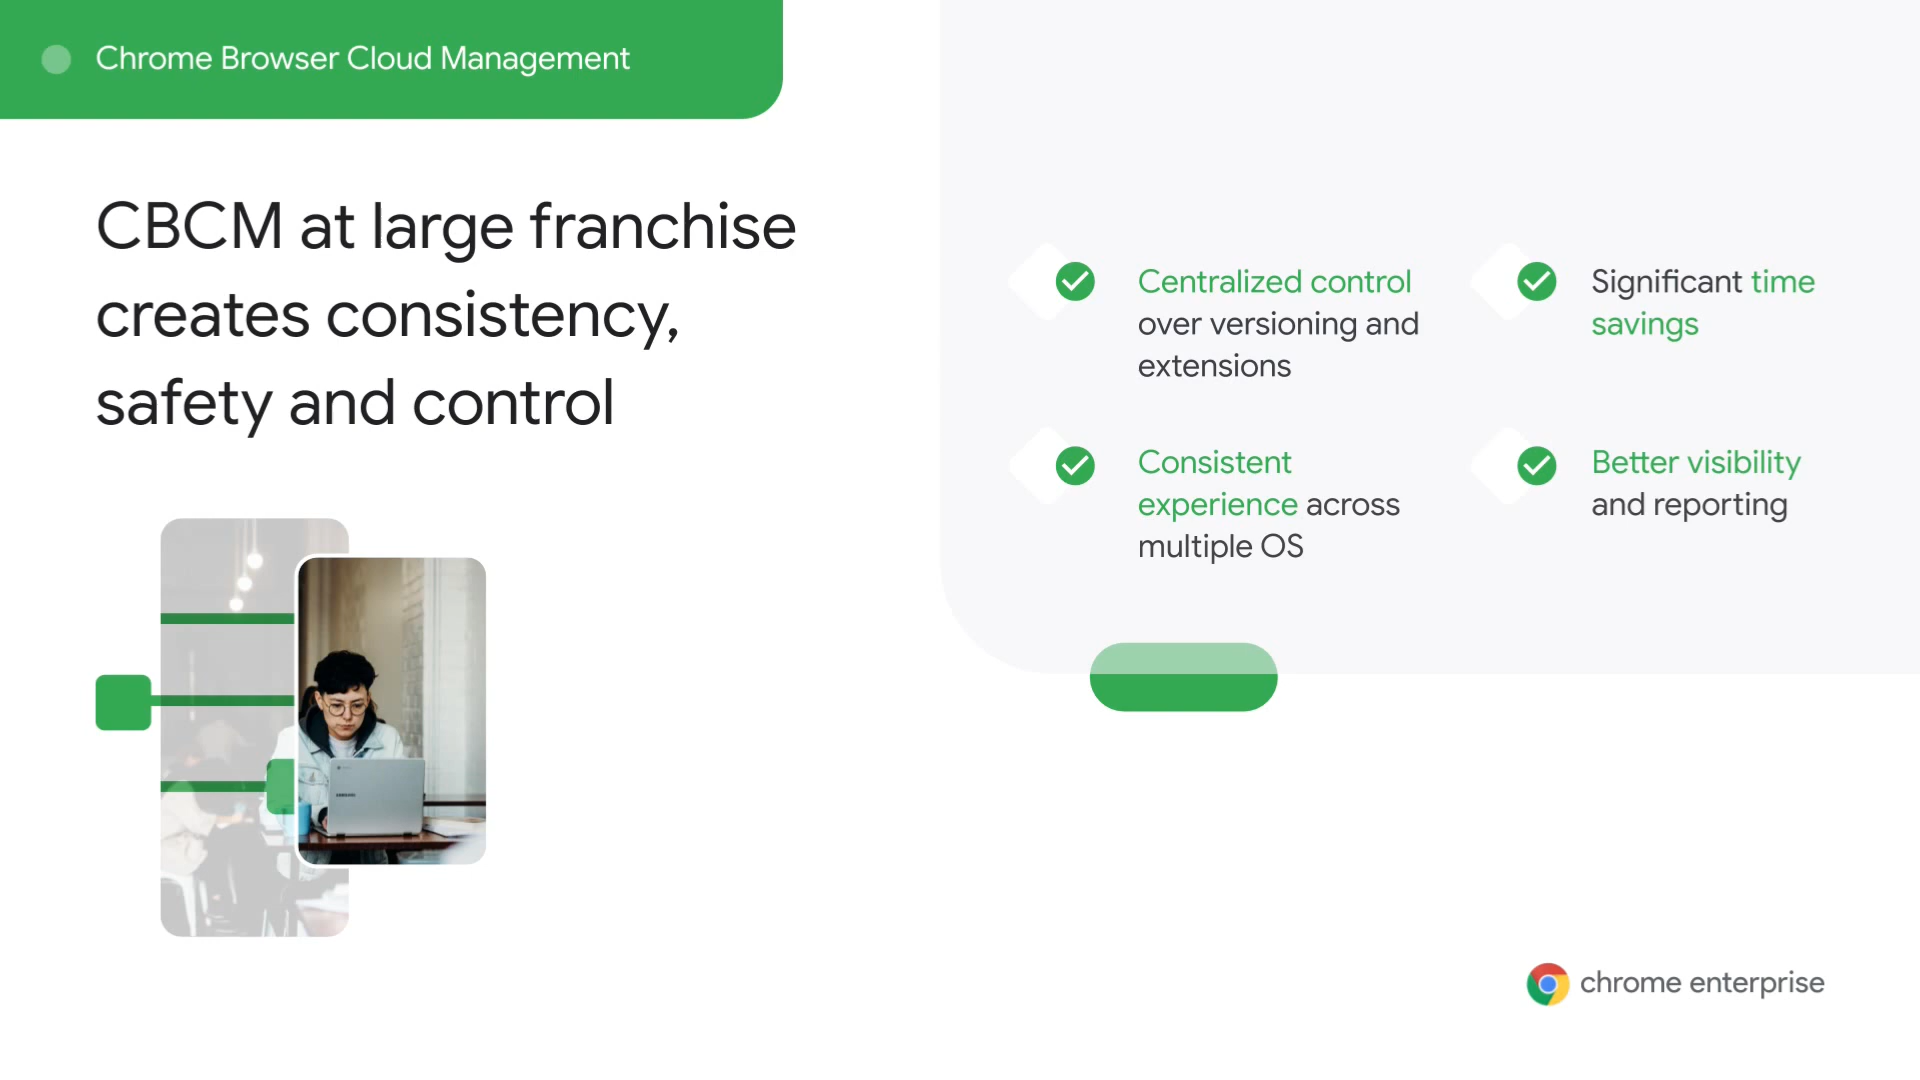 Chrome Browser Cloud Management
CBCM at large franchise
creates consistency,
safety and control
Centralized control
over versioning and
extensions
Significant time
savings
Consistent
experience across
multiple OS
Better visibility
and reporting
SAMSUNG
chrome enterprise